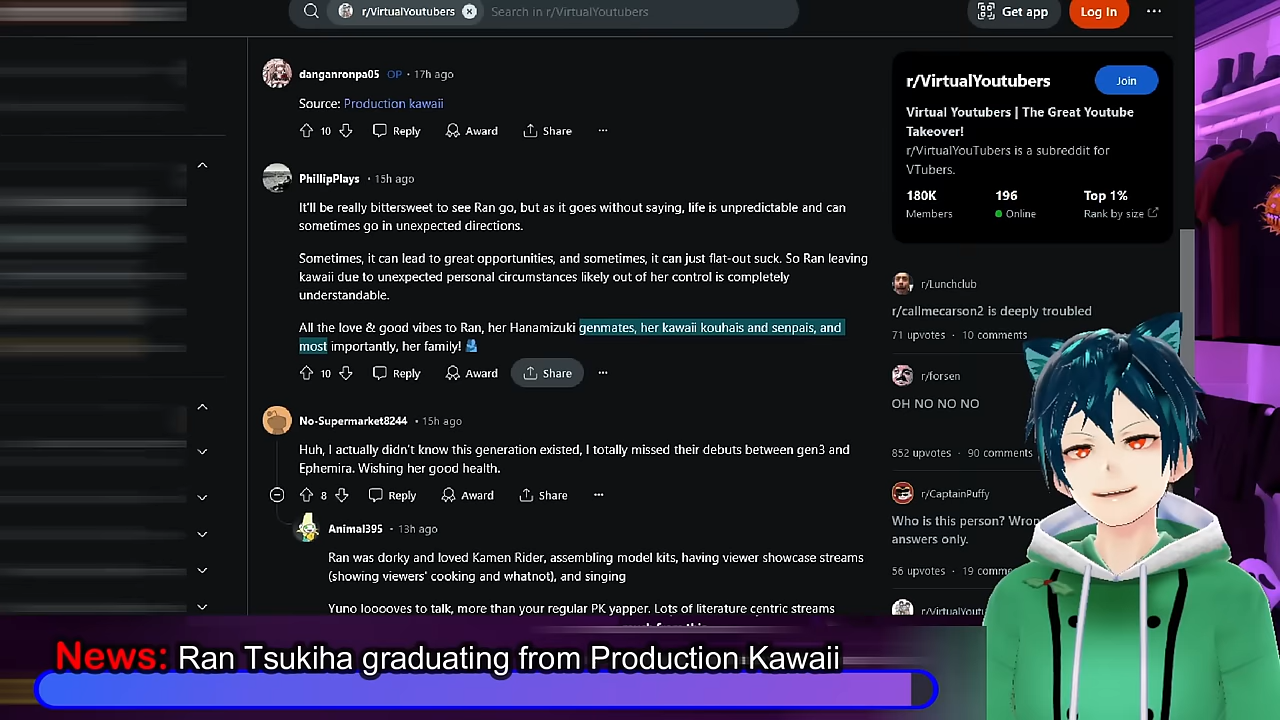 r/VirtualYoutubers
Search in r/VirtualYoutubers
Get app
Log In
danganronpa05 OP • 17h ago
Source: Production kawaii
10 Reply Award Share
PhillipPlays • 15h ago
It'll be really bittersweet to see Ran go, but as it goes without saying, life is unpredictable and can
sometimes go in unexpected directions.
Sometimes, it can lead to great opportunities, and sometimes, it can just flat-out suck. So Ran leaving
kawaii due to unexpected personal circumstances likely out of her control is completely
understandable.
All the love & good vibes to Ran, her Hanamizuki genmates, her kawaii kouhais and senpais, and
most importantly, her family!
10 Reply Award Share
No-Supermarket8244 • 15h ago
Huh, I actually didn't know this generation existed, I totally missed their debuts between gen3 and
Ephemira. Wishing her good health.
8 Reply Award Share
Animal395 • 13h ago
Ran was dorky and loved Kamen Rider, assembling model kits, having viewer showcase streams
(showing viewers' cooking and whatnot), and singing
Yuno looooves to talk, more than your regular PK yapper. Lots of literature centric streams
r/VirtualYoutubers
Join
Virtual Youtubers | The Great Youtube
Takeover!
r/VirtualYouTubers is a subreddit for
VTubers.
180K 196 Top 1%
Members Online Rank by size
r/Lunchclub
r/callmecarson2 is deeply troubled
71 upvotes · 10 comments
r/forsen
OH NO NO NO
852 upvotes · 90 comments
r/CaptainPuffy
Who is this person?
answers only.
56 upvotes · 19
News: Ran Tsukiha graduating from Production Kawaii